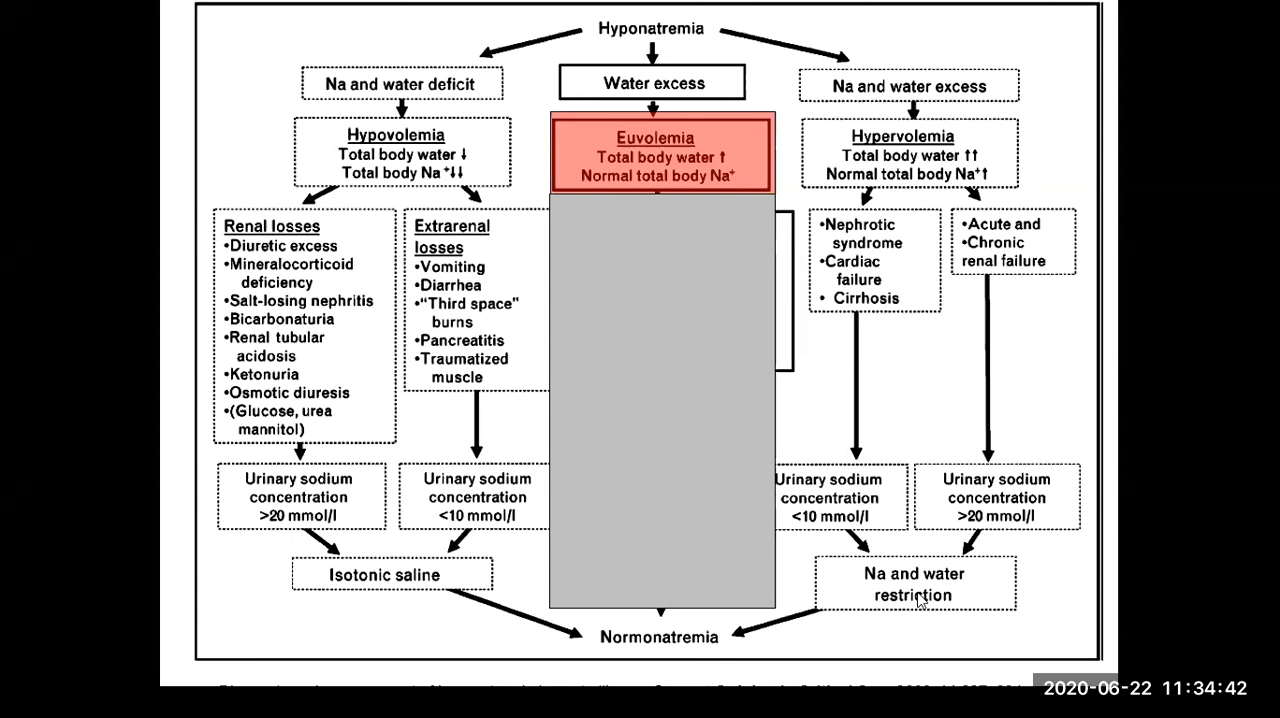 Hyponatremia
Na and water deficit
Water excess
Na and water excess
Hypovolemia
Total body water ↓
Total body Na⁺↓↓
Euvolemia
Total body water ↑
Normal total body Na⁺
Hypervolemia
Total body water ↑↑
Normal total body Na⁺↑
Renal losses
•Diuretic excess
•Mineralocorticoid
deficiency
•Salt-losing nephritis
•Bicarbonaturia
•Renal tubular
acidosis
•Ketonuria
•Osmotic diuresis
•(Glucose, urea
mannitol)
Extrarenal
losses
•Vomiting
•Diarrhea
•"Third space"
burns
•Pancreatitis
•Traumatized
muscle
•Nephrotic
syndrome
•Cardiac
failure
• Cirrhosis
•Acute and
•Chronic
renal failure
Urinary sodium
concentration
>20 mmol/l
Urinary sodium
concentration
<10 mmol/l
Urinary sodium
concentration
<10 mmol/l
Urinary sodium
concentration
>20 mmol/l
Isotonic saline
Na and water
restriction
Normonatremia
2020-06-22 11:34:42